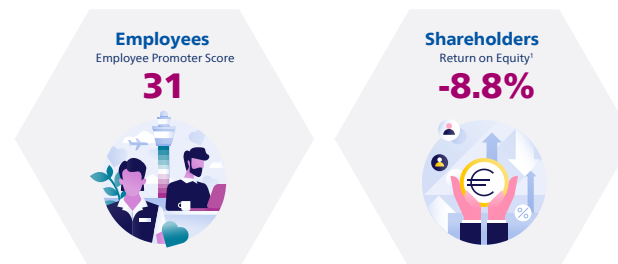 Employees
Employee Promoter Score
31
Shareholders
Return on Equity¹
-8.8%
€
%